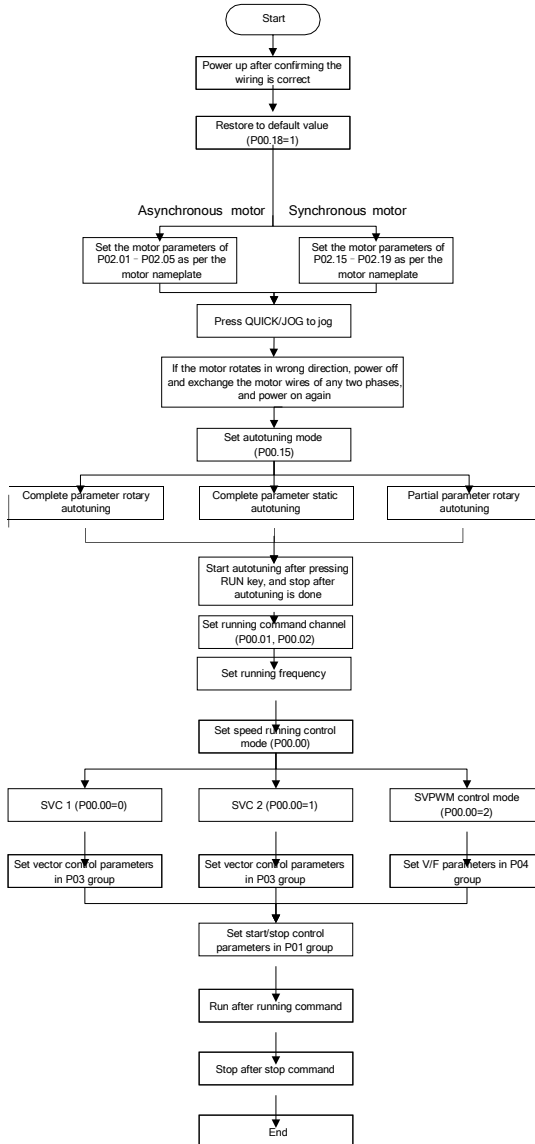 Start
Power up after confirming the
wiring is correct
Restore to default value
(P00.18=1)
Asynchronous motor
Synchronous motor
Set the motor parameters of
P02.01–P02.05 as per the
motor nameplate
Set the motor parameters of
P02.15–P02.19 as per the
motor nameplate
Press QUICK/JOG to jog
If the motor rotates in wrong direction, power off
and exchange the motor wires of any two phases,
and power on again
Set autotuning mode
(P00.15)
Complete parameter rotary
autotuning
Complete parameter static
autotuning
Partial parameter rotary
autotuning
Start autotuning after pressing
RUN key, and stop after
autotuning is done
Set running command channel
(P00.01, P00.02)
Set running frequency
Set speed running control
mode (P00.00)
SVC 1 (P00.00=0)
SVC 2 (P00.00=1)
SVPWM control mode
(P00.00=2)
Set vector control parameters
in P03 group
Set vector control parameters
in P03 group
Set V/F parameters in P04
group
Set start/stop control
parameters in P01 group
Run after running command
Stop after stop command
End